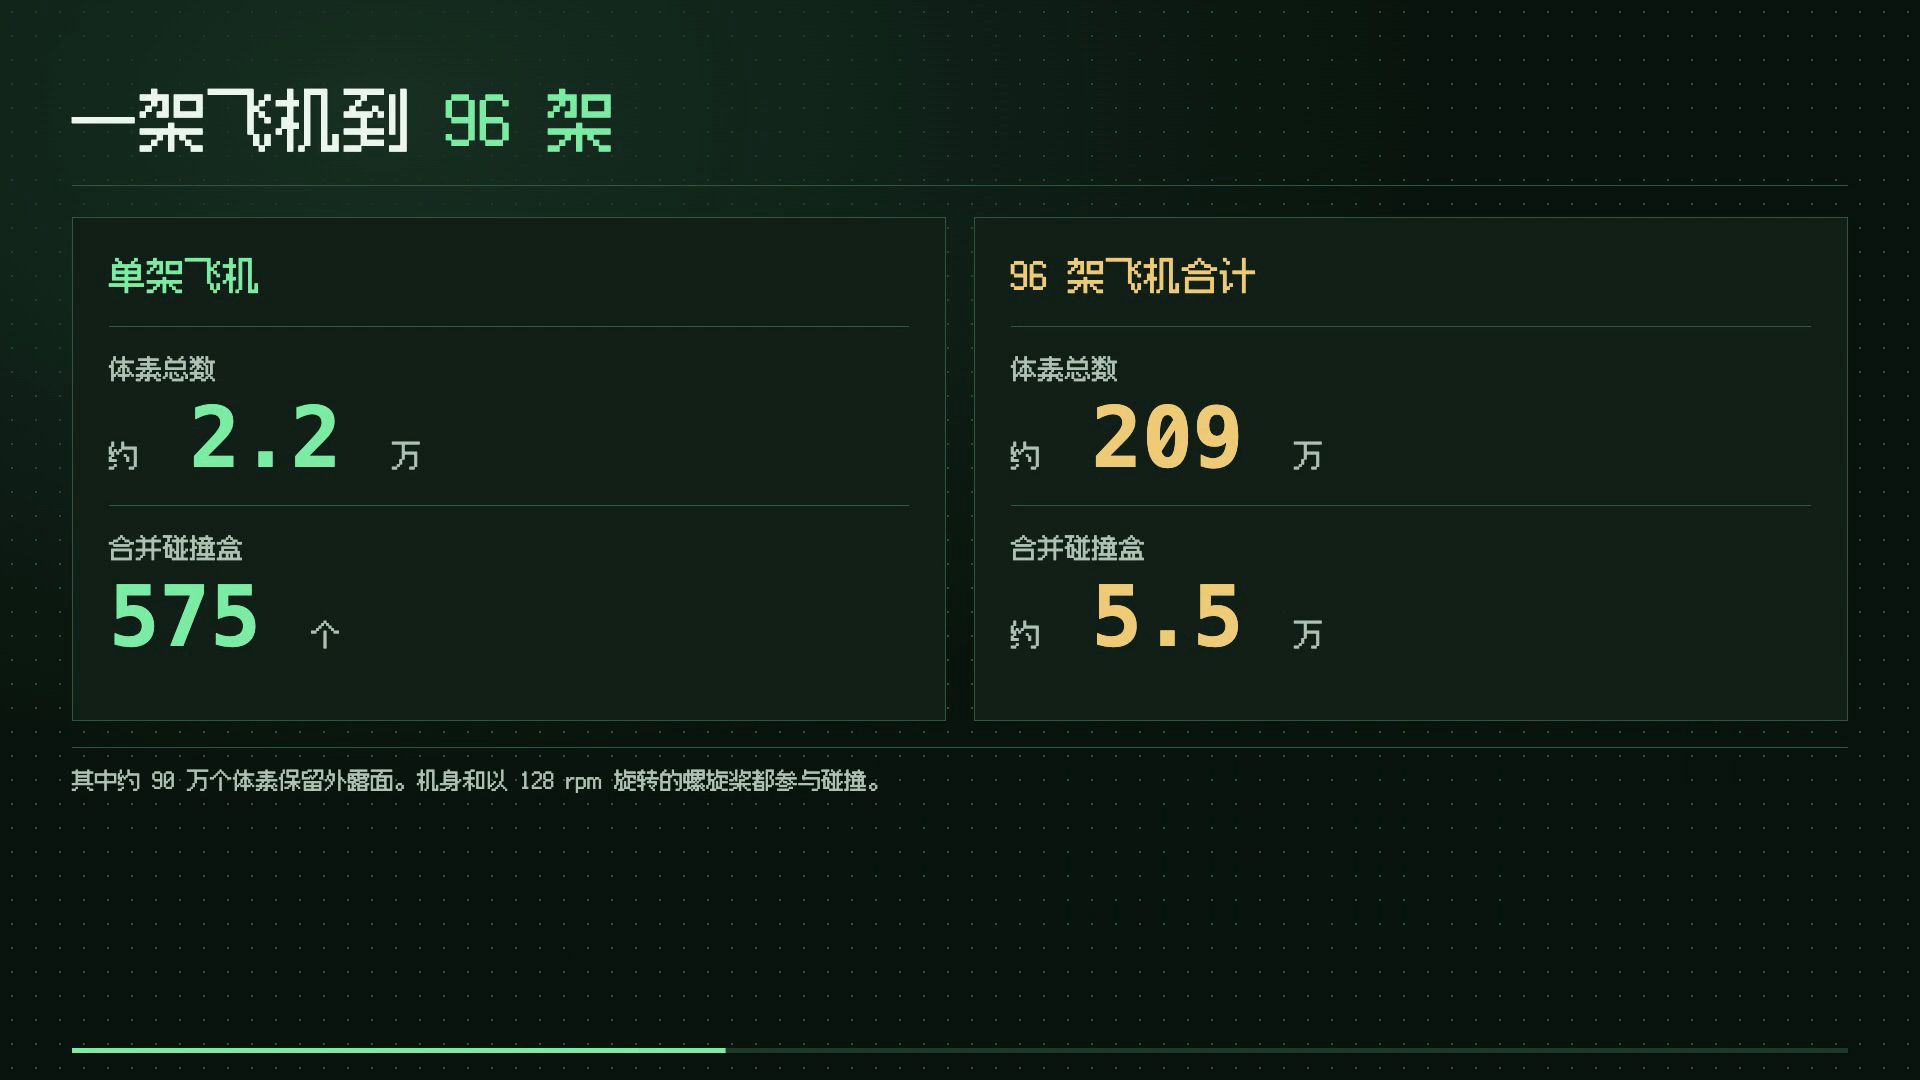 一架飞机到 96 架
单架飞机
体素总数
约 2.2 万
合并碰撞盒
575 个
96 架飞机合计
体素总数
约 209 万
合并碰撞盒
约 5.5 万
其中约 90 万个体素保留外露面。机身和以 128 rpm 旋转的螺旋桨都参与碰撞。